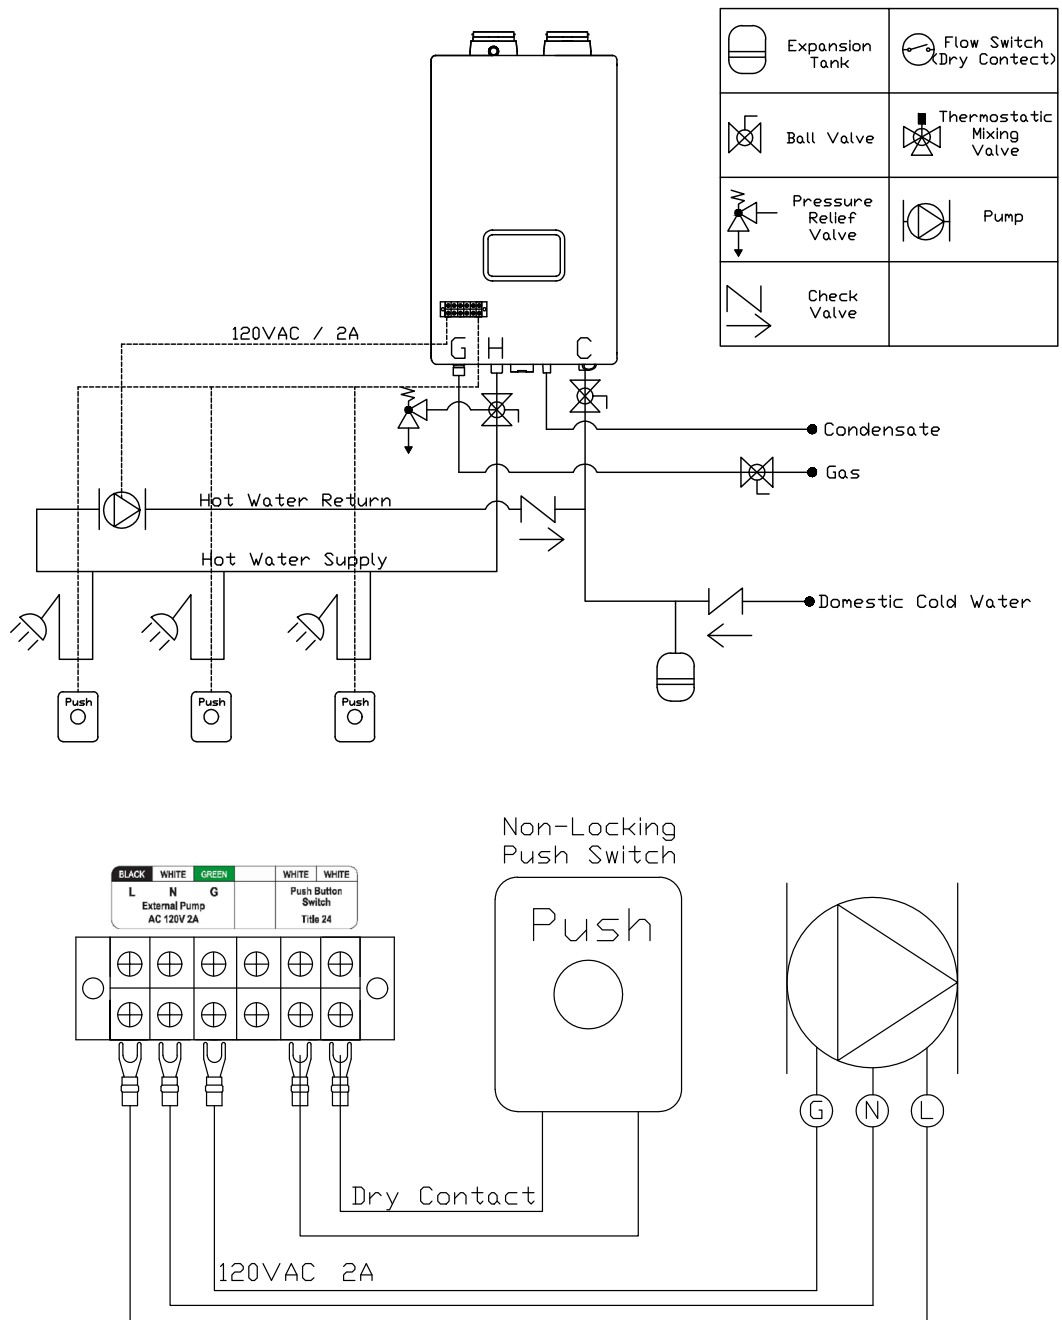 Expansion
Tank
Flow Switch
(Dry Contect)
Ball Valve
Thermostatic
Mixing
Valve
Pressure
Relief
Valve
Pump
Check
Valve
120VAC / 2A
G H C
Condensate
Gas
Hot Water Return
Hot Water Supply
Domestic Cold Water
Push Push Push
Non-Locking
Push Switch
BLACK WHITE GREEN WHITE WHITE
L N G
External Pump
AC 120V 2A
Push Button
Switch
Title 24
Push
G N L
Dry Contact
120VAC 2A